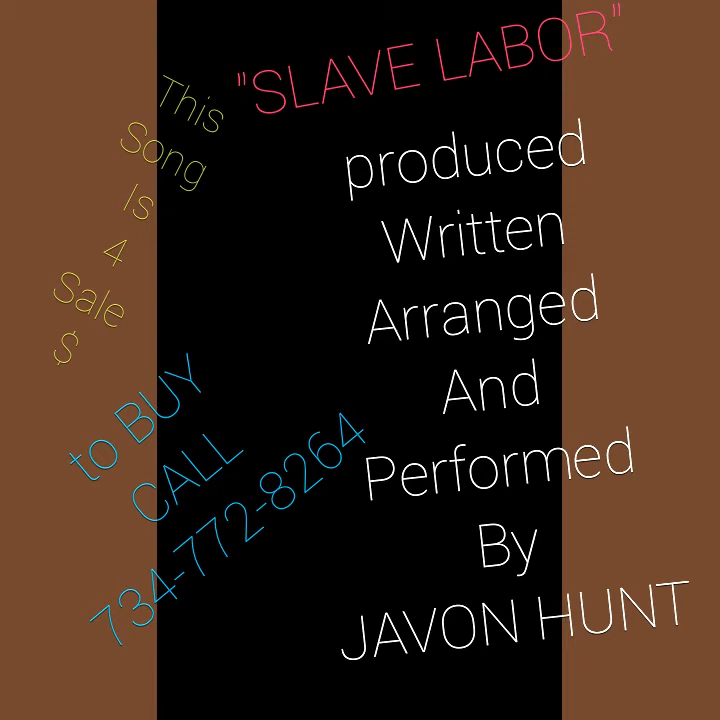 "SLAVE LABOR"
This
Song
Is
4
Sale
$
produced
Written
Arranged
And
Performed
By
JAVON HUNT
to BUY
CALL
734-772-8264